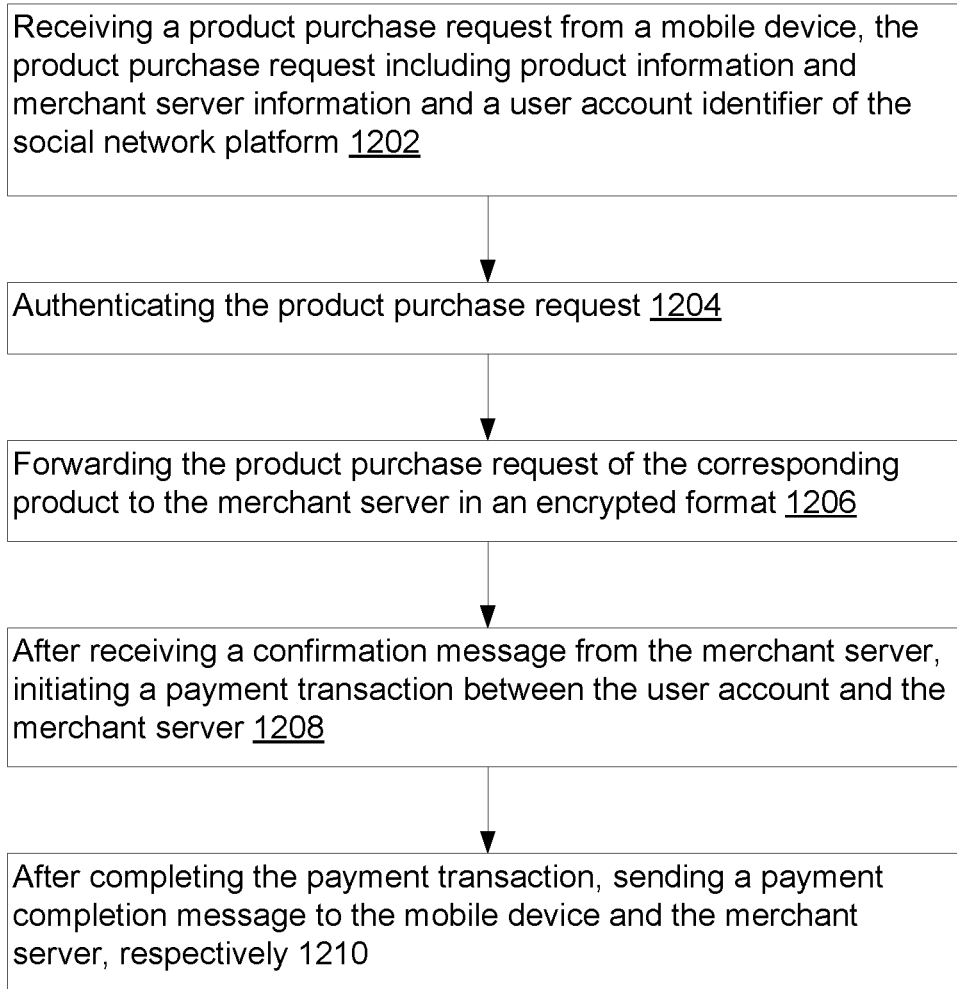 Receiving a product purchase request from a mobile device, the
product purchase request including product information and
merchant server information and a user account identifier of the
social network platform 1202
Authenticating the product purchase request 1204
Forwarding the product purchase request of the corresponding
product to the merchant server in an encrypted format 1206
After receiving a confirmation message from the merchant server,
initiating a payment transaction between the user account and the
merchant server 1208
After completing the payment transaction, sending a payment
completion message to the mobile device and the merchant
server, respectively 1210